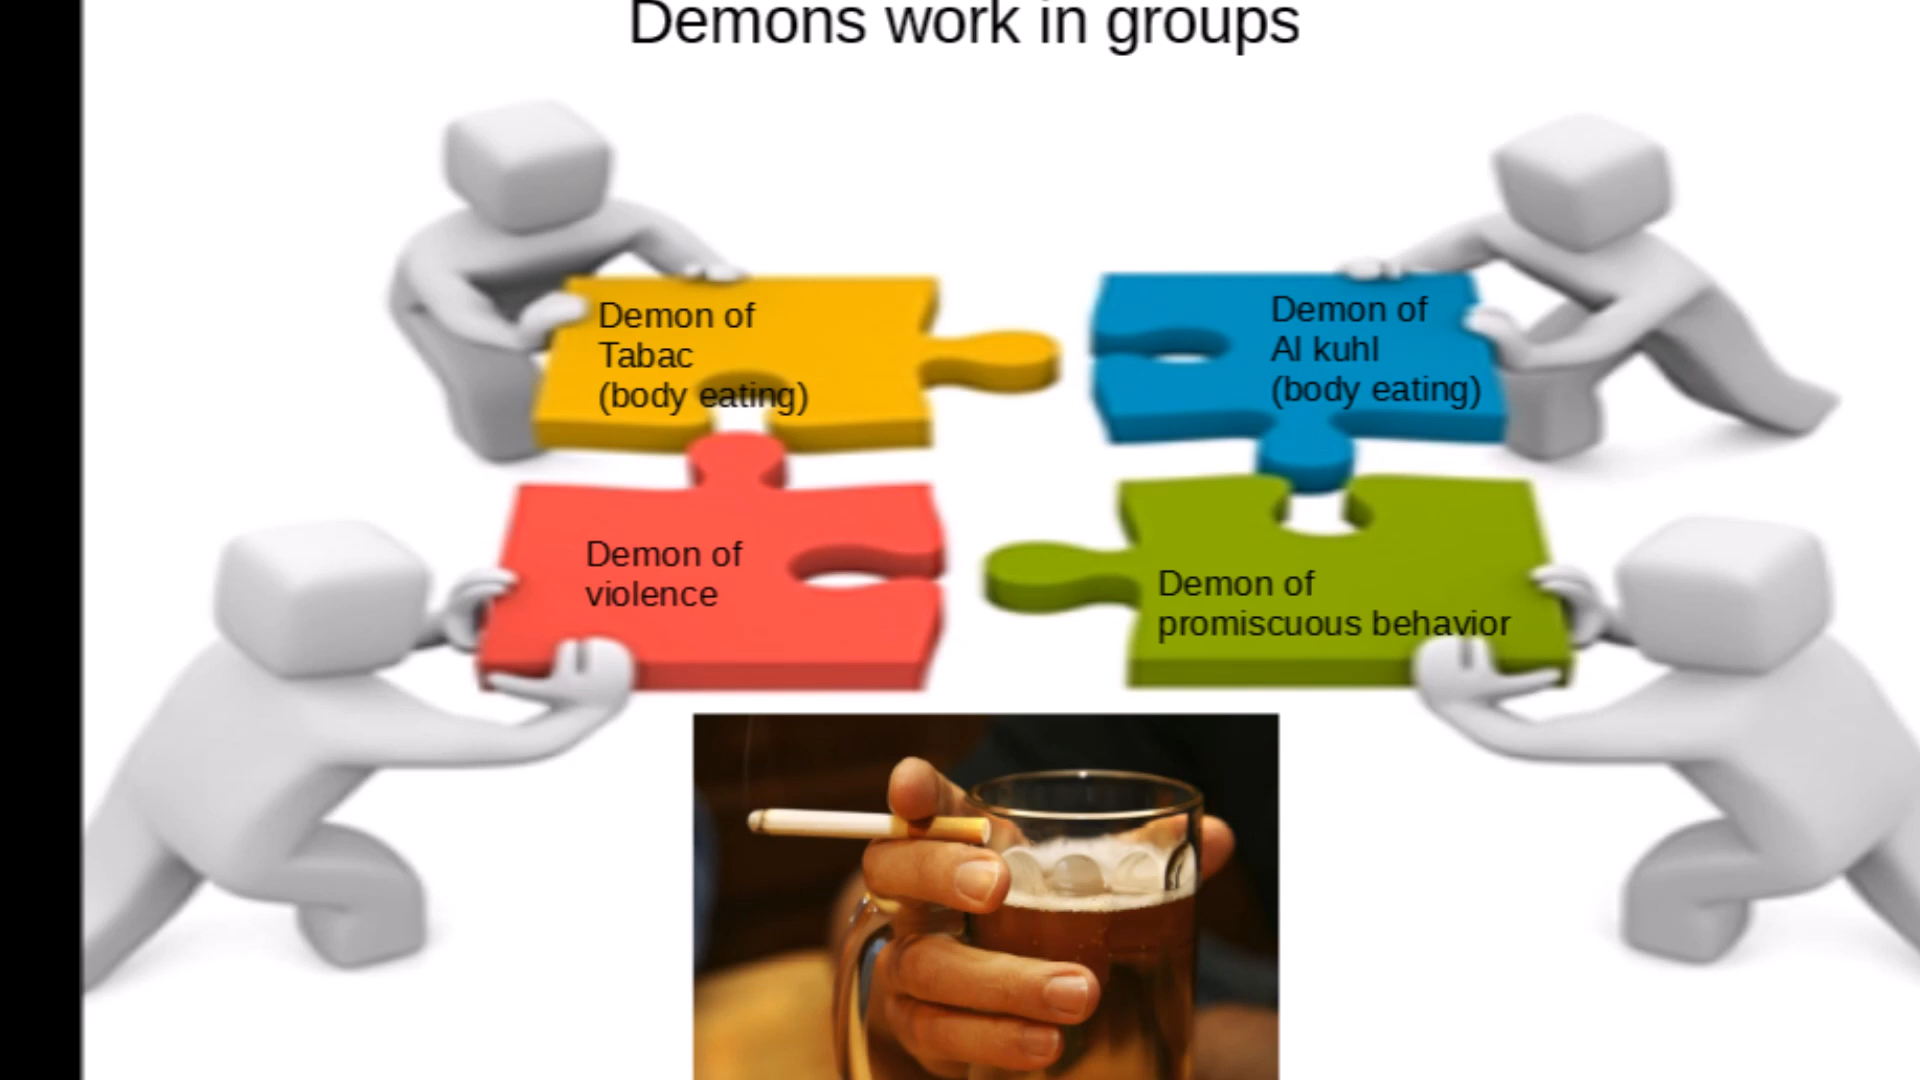 Demons work in groups
Demon of
Tabac
(body eating)
Demon of
Al kuhl
(body eating)
Demon of
violence
Demon of
promiscuous behavior